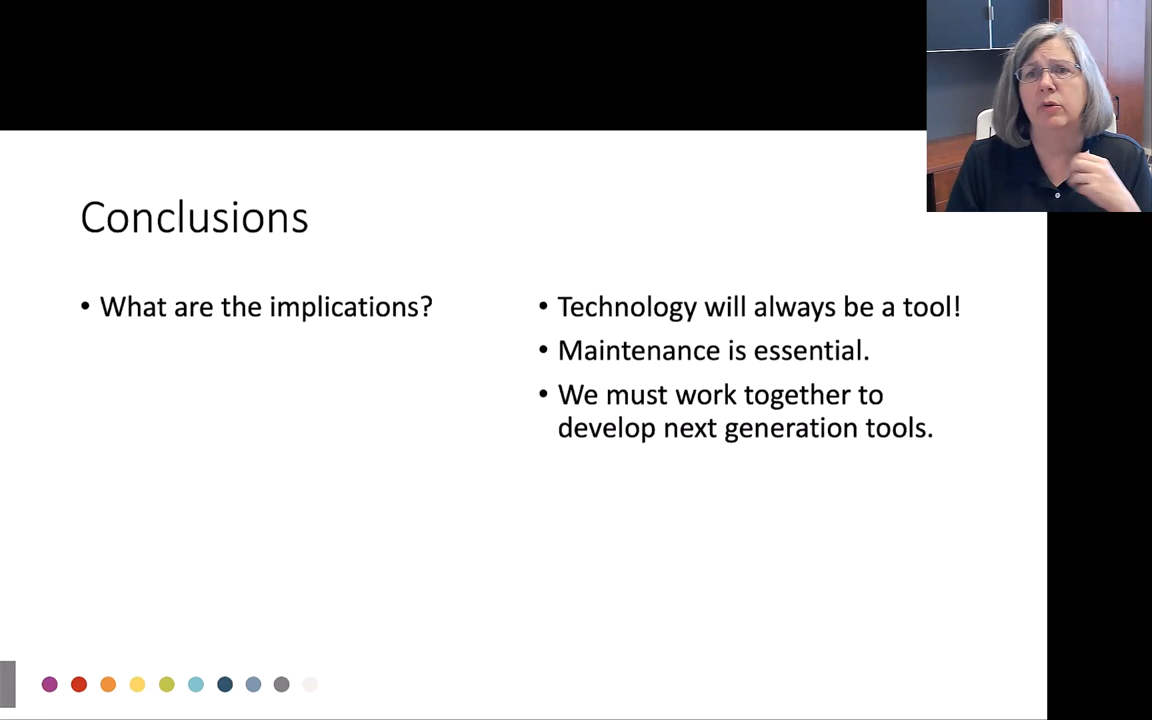 Conclusions
• What are the implications?
• Technology will always be a tool!
• Maintenance is essential.
• We must work together to
develop next generation tools.